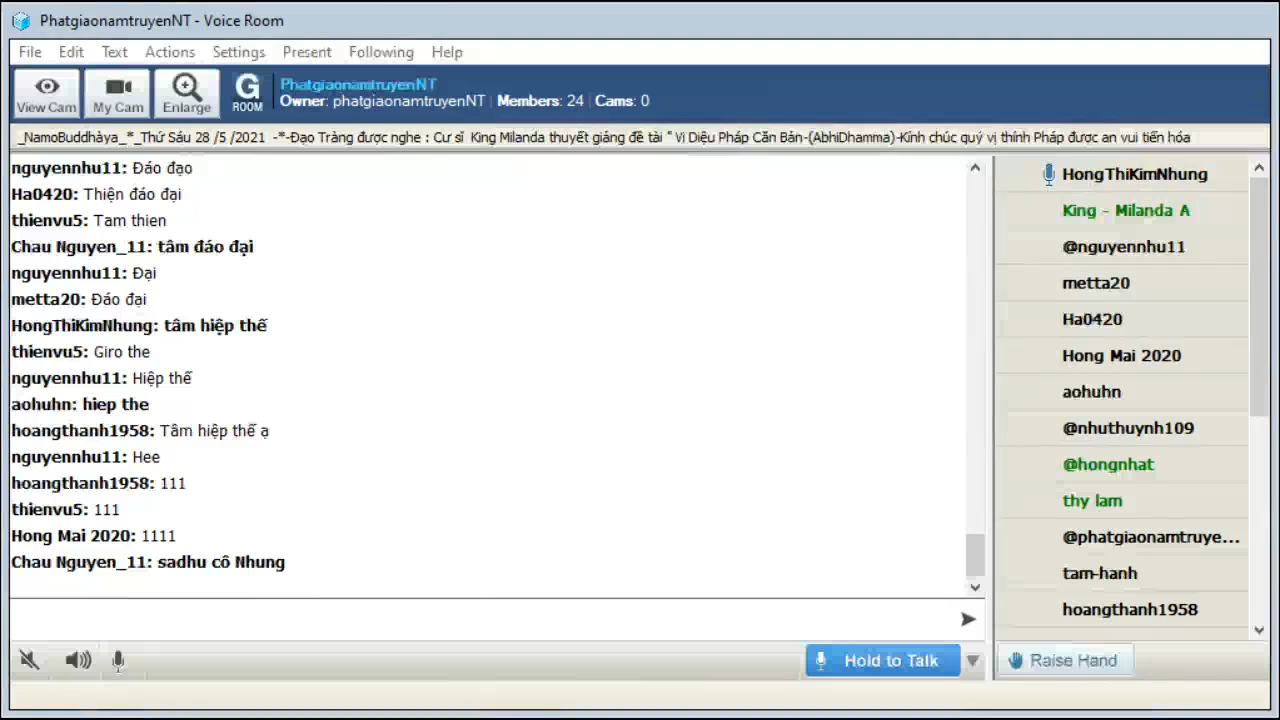 PhatgiaonamtruyenNT - Voice Room
File Edit Text Actions Settings Present Following Help
View Cam My Cam Enlarge
G ROOM
PhatgiaonamtruyenNT
Owner: phatgiaonamtruyenNT | Members: 24 | Cams: 0
_NamoBuddhàya_*_Thứ Sáu 28 /5 /2021 -*-Đạo Tràng được nghe : Cư sĩ King Milanda thuyết giảng đề tài " Vi Diệu Pháp Căn Bản-(AbhiDhamma)-Kính chúc quý vị thính Pháp được an vui tiến hóa
nguyennhu11: Đáo đạo
Ha0420: Thiện đáo đại
thienvu5: Tam thien
Chau Nguyen_11: tâm đáo đại
nguyennhu11: Đại
metta20: Đáo đại
HongThiKimNhung: tâm hiệp thế
thienvu5: Giro the
nguyennhu11: Hiệp thế
aohuhn: hiep the
hoangthanh1958: Tâm hiệp thế ạ
nguyennhu11: Hee
hoangthanh1958: 111
thienvu5: 111
Hong Mai 2020: 1111
Chau Nguyen_11: sadhu cô Nhung
HongThiKimNhung
King - Milanda A
@nguyennhu11
metta20
Ha0420
Hong Mai 2020
aohuhn
@nhuthuynh109
@hongnhat
thy lam
@phatgiaonamtruye...
tam-hanh
hoangthanh1958
Hold to Talk
Raise Hand